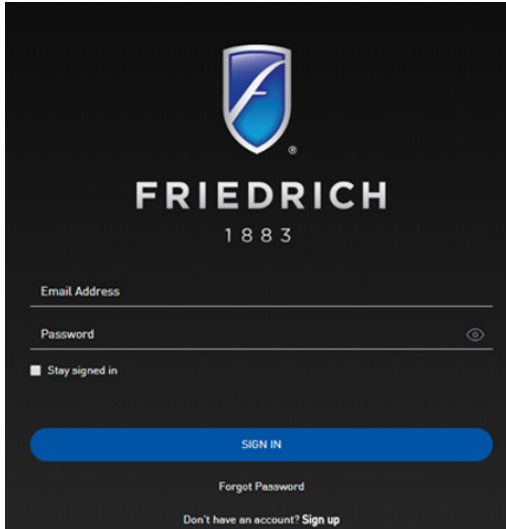 ®
FRIEDRICH
1883
Email Address
Password
Stay signed in
SIGN IN
Forgot Password
Don't have an account? Sign up